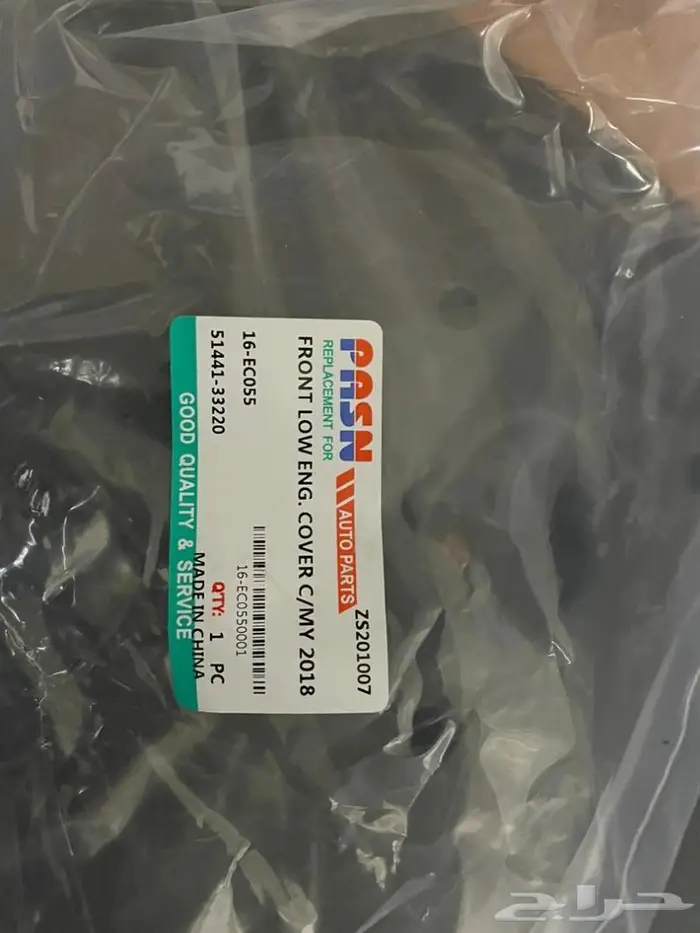 PASN
AUTO PARTS
ZS201007
REPLACEMENT FOR
FRONT LOW ENG. COVER C/MY 2018
16-EC055
16-EC0550001
51441-33220
Q'TY: 1 PC
MADE IN CHINA
GOOD QUALITY & SERVICE
حراج